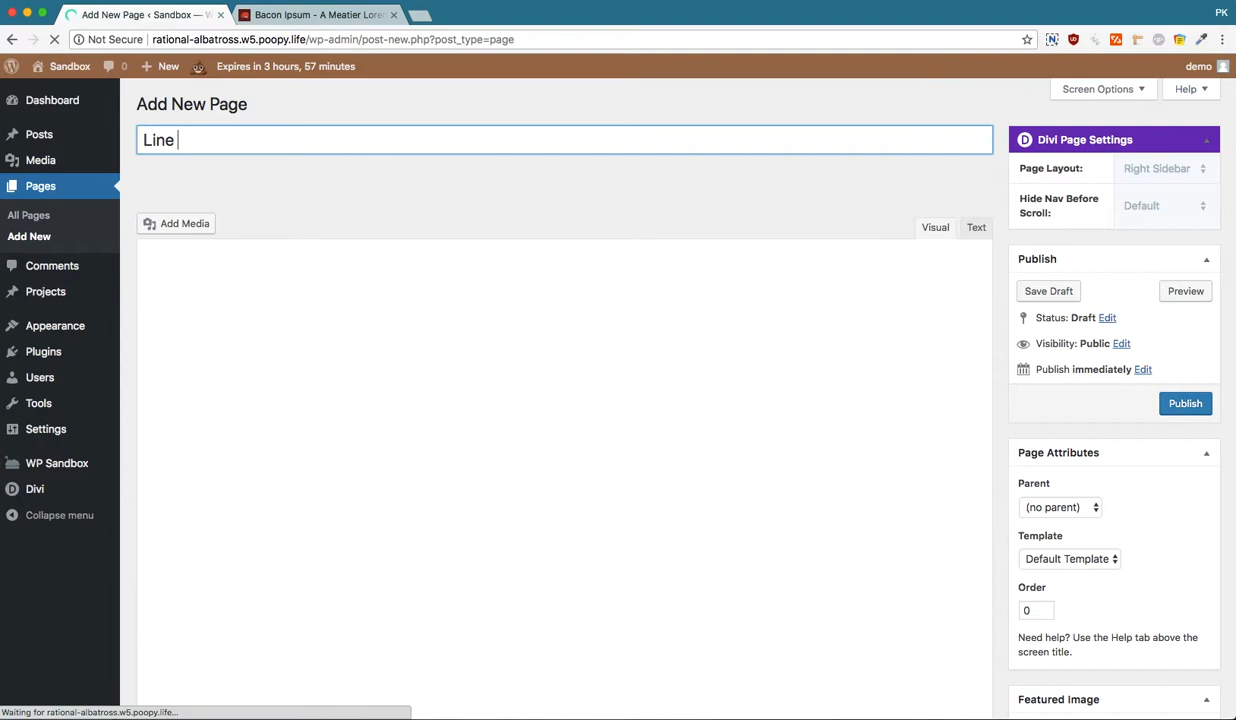 Add New Page ‹ Sandbox — W
Bacon Ipsum - A Meatier Lorem
PK
Not Secure
rational-albatross.w5.poopy.life/wp-admin/post-new.php?post_type=page
Sandbox
0
New
Expires in 3 hours, 57 minutes
demo
Dashboard
Posts
Media
Pages
All Pages
Add New
Comments
Projects
Appearance
Plugins
Users
Tools
Settings
WP Sandbox
Divi
Collapse menu
Screen Options
Help
Add New Page
Line
Add Media
Visual
Text
Divi Page Settings
Page Layout:
Right Sidebar
Hide Nav Before
Scroll:
Default
Publish
Save Draft
Preview
Status: Draft Edit
Visibility: Public Edit
Publish immediately Edit
Publish
Page Attributes
Parent
(no parent)
Template
Default Template
Order
0
Need help? Use the Help tab above the
screen title.
Featured Image
Waiting for rational-albatross.w5.poopy.life...